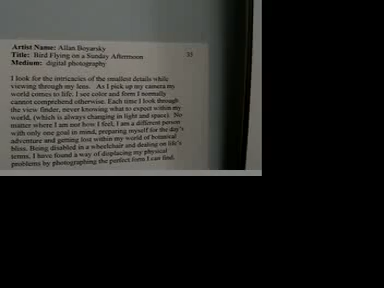 Artist Name: Allan Boyarsky
Title: Bird Flying on a Sunday Afternoon 35
Medium: digital photography
I look for the intricacies of the smallest details while
viewing through my lens. As I pick up my camera my
world comes to life. I see color and form I normally
cannot comprehend otherwise. Each time I look through
the view finder, never knowing what to expect within my
world, (which is always changing in light and space). No
matter where I am nor how I feel, I am a different person
with only one goal in mind, preparing myself for the day's
adventure and getting lost within my world of botanical
bliss. Being disabled in a wheelchair and dealing on life's
terms, I have found a way of displacing my physical
problems by photographing the perfect form I can find.